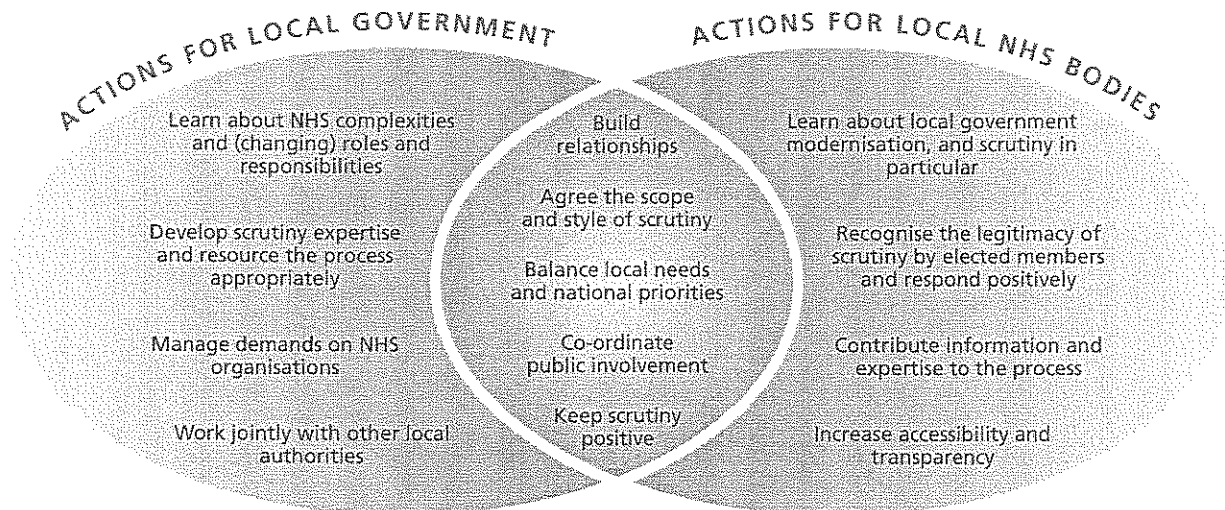 ACTIONS FOR LOCAL GOVERNMENT
Learn about NHS complexities
and (changing) roles and
responsibilities
Develop scrutiny expertise
and resource the process
appropriately
Manage demands on NHS
organisations
Work jointly with other local
authorities
Build
relationships
Agree the scope
and style of scrutiny
Balance local needs
and national priorities
Co-ordinate
public involvement
Keep scrutiny
positive
ACTIONS FOR LOCAL NHS BODIES
Learn about local government
modernisation, and scrutiny in
particular
Recognise the legitimacy of
scrutiny by elected members
and respond positively
Contribute information and
expertise to the process
Increase accessibility and
transparency